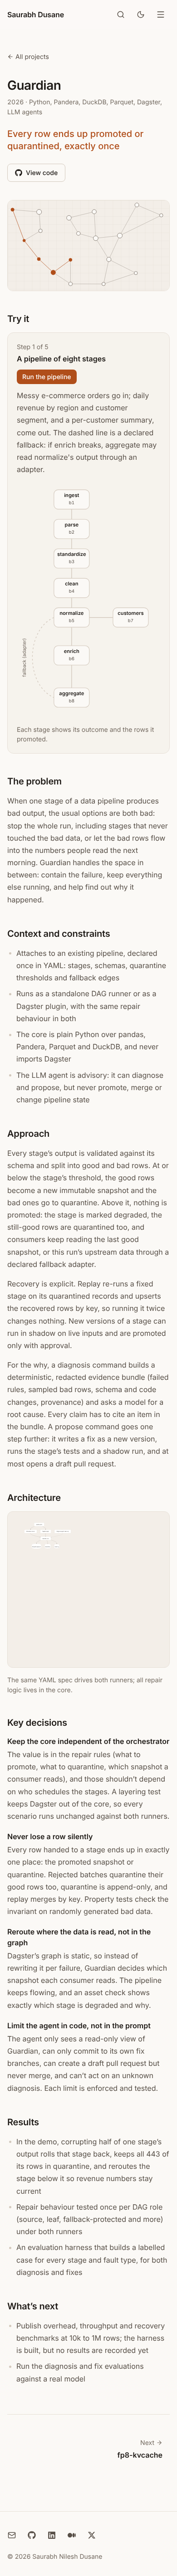 Saurabh Dusane
← All projects
Guardian
2026 · Python, Pandera, DuckDB, Parquet, Dagster,
LLM agents
Every row ends up promoted or
quarantined, exactly once
View code
Try it
Step 1 of 5
A pipeline of eight stages
Run the pipeline
Messy e-commerce orders go in; daily
revenue by region and customer
segment, and a per-customer summary,
come out. The dashed line is a declared
fallback: if enrich breaks, aggregate may
read normalize's output through an
adapter.
ingest
b1
parse
b2
standardize
b3
clean
b4
normalize
b5
customers
b7
fallback (adapter)
enrich
b6
aggregate
b8
Each stage shows its outcome and the rows it
promoted.
The problem
When one stage of a data pipeline produces
bad output, the usual options are both bad:
stop the whole run, including stages that never
touched the bad data, or let the bad rows flow
into the numbers people read the next
morning. Guardian handles the space in
between: contain the failure, keep everything
else running, and help find out why it
happened.
Context and constraints
Attaches to an existing pipeline, declared
once in YAML: stages, schemas, quarantine
thresholds and fallback edges
Runs as a standalone DAG runner or as a
Dagster plugin, with the same repair
behaviour in both
The core is plain Python over pandas,
Pandera, Parquet and DuckDB, and never
imports Dagster
The LLM agent is advisory: it can diagnose
and propose, but never promote, merge or
change pipeline state
Approach
Every stage's output is validated against its
schema and split into good and bad rows. At or
below the stage's threshold, the good rows
become a new immutable snapshot and the
bad ones go to quarantine. Above it, nothing is
promoted: the stage is marked degraded, the
still-good rows are quarantined too, and
consumers keep reading the last good
snapshot, or this run's upstream data through a
declared fallback adapter.
Recovery is explicit. Replay re-runs a fixed
stage on its quarantined records and upserts
the recovered rows by key, so running it twice
changes nothing. New versions of a stage can
run in shadow on live inputs and are promoted
only with approval.
For the why, a diagnosis command builds a
deterministic, redacted evidence bundle (failed
rules, sampled bad rows, schema and code
changes, provenance) and asks a model for a
root cause. Every claim has to cite an item in
the bundle. A propose command goes one
step further: it writes a fix as a new version,
runs the stage's tests and a shadow run, and at
most opens a draft pull request.
Architecture
The same YAML spec drives both runners; all repair
logic lives in the core.
Key decisions
Keep the core independent of the orchestrator
The value is in the repair rules (what to
promote, what to quarantine, which snapshot a
consumer reads), and those shouldn't depend
on who schedules the stages. A layering test
keeps Dagster out of the core, so every
scenario runs unchanged against both runners.
Never lose a row silently
Every row handed to a stage ends up in exactly
one place: the promoted snapshot or
quarantine. Rejected batches quarantine their
good rows too, quarantine is append-only, and
replay merges by key. Property tests check the
invariant on randomly generated bad data.
Reroute where the data is read, not in the
graph
Dagster's graph is static, so instead of
rewriting it per failure, Guardian decides which
snapshot each consumer reads. The pipeline
keeps flowing, and an asset check shows
exactly which stage is degraded and why.
Limit the agent in code, not in the prompt
The agent only sees a read-only view of
Guardian, can only commit to its own fix
branches, can create a draft pull request but
never merge, and can't act on an unknown
diagnosis. Each limit is enforced and tested.
Results
In the demo, corrupting half of one stage's
output rolls that stage back, keeps all 443 of
its rows in quarantine, and reroutes the
stage below it so revenue numbers stay
current
Repair behaviour tested once per DAG role
(source, leaf, fallback-protected and more)
under both runners
An evaluation harness that builds a labelled
case for every stage and fault type, for both
diagnosis and fixes
What's next
Publish overhead, throughput and recovery
benchmarks at 10k to 1M rows; the harness
is built, but no results are recorded yet
Run the diagnosis and fix evaluations
against a real model
Next →
fp8-kvcache
© 2026 Saurabh Nilesh Dusane